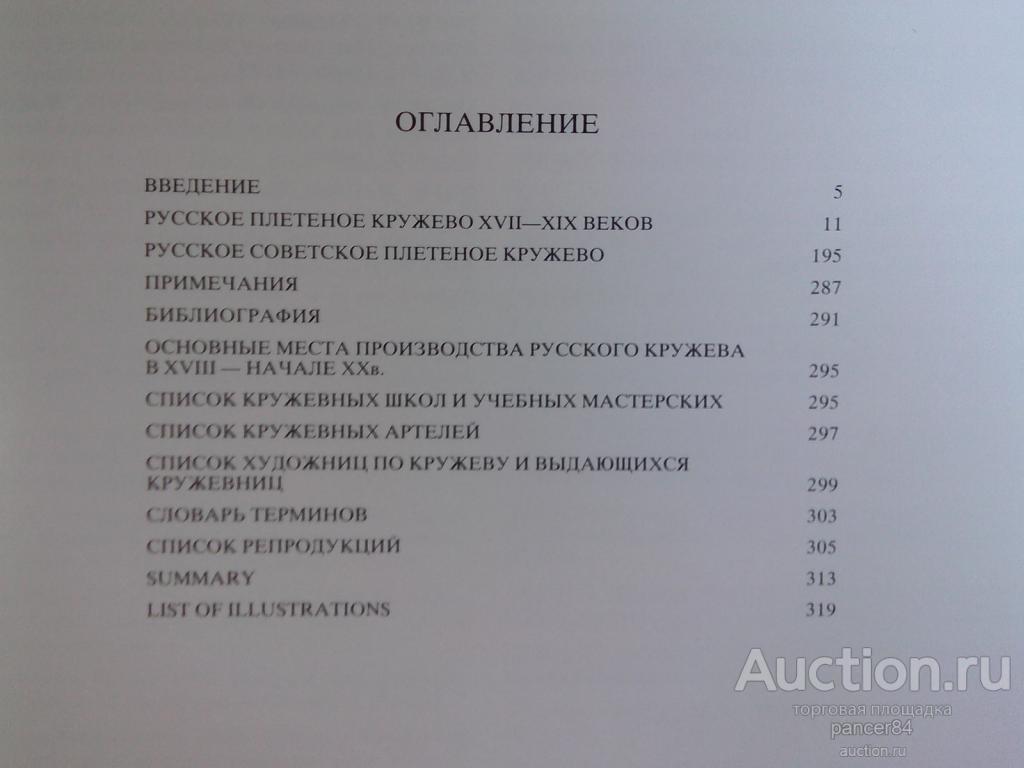 ОГЛАВЛЕНИЕ
ВВЕДЕНИЕ 5
РУССКОЕ ПЛЕТЕНОЕ КРУЖЕВО XVII—XIX ВЕКОВ 11
РУССКОЕ СОВЕТСКОЕ ПЛЕТЕНОЕ КРУЖЕВО 195
ПРИМЕЧАНИЯ 287
БИБЛИОГРАФИЯ 291
ОСНОВНЫЕ МЕСТА ПРОИЗВОДСТВА РУССКОГО КРУЖЕВА
В XVIII — НАЧАЛЕ XXв. 295
СПИСОК КРУЖЕВНЫХ ШКОЛ И УЧЕБНЫХ МАСТЕРСКИХ 295
СПИСОК КРУЖЕВНЫХ АРТЕЛЕЙ 297
СПИСОК ХУДОЖНИЦ ПО КРУЖЕВУ И ВЫДАЮЩИХСЯ
КРУЖЕВНИЦ 299
СЛОВАРЬ ТЕРМИНОВ 303
СПИСОК РЕПРОДУКЦИЙ 305
SUMMARY 313
LIST OF ILLUSTRATIONS 319
Auction.ru
торговая площадка
pancer84
auction.ru